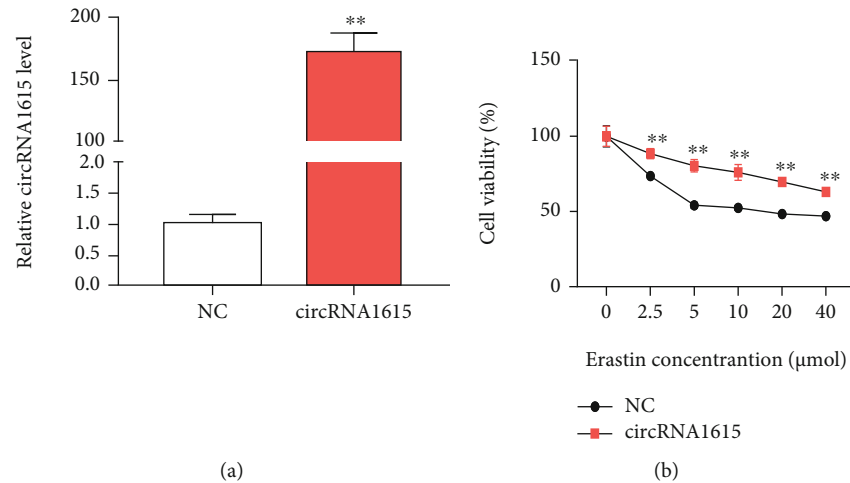 Relative circRNA1615 level
200
150
100
2.0
1.5
1.0
0.5
0.0
**
NC
circRNA1615
(a)
Cell viability (%)
150
100
50
0
**
**
**
**
**
0
2.5
5
10
20
40
Erastin concentrantion (μmol)
NC
circRNA1615
(b)